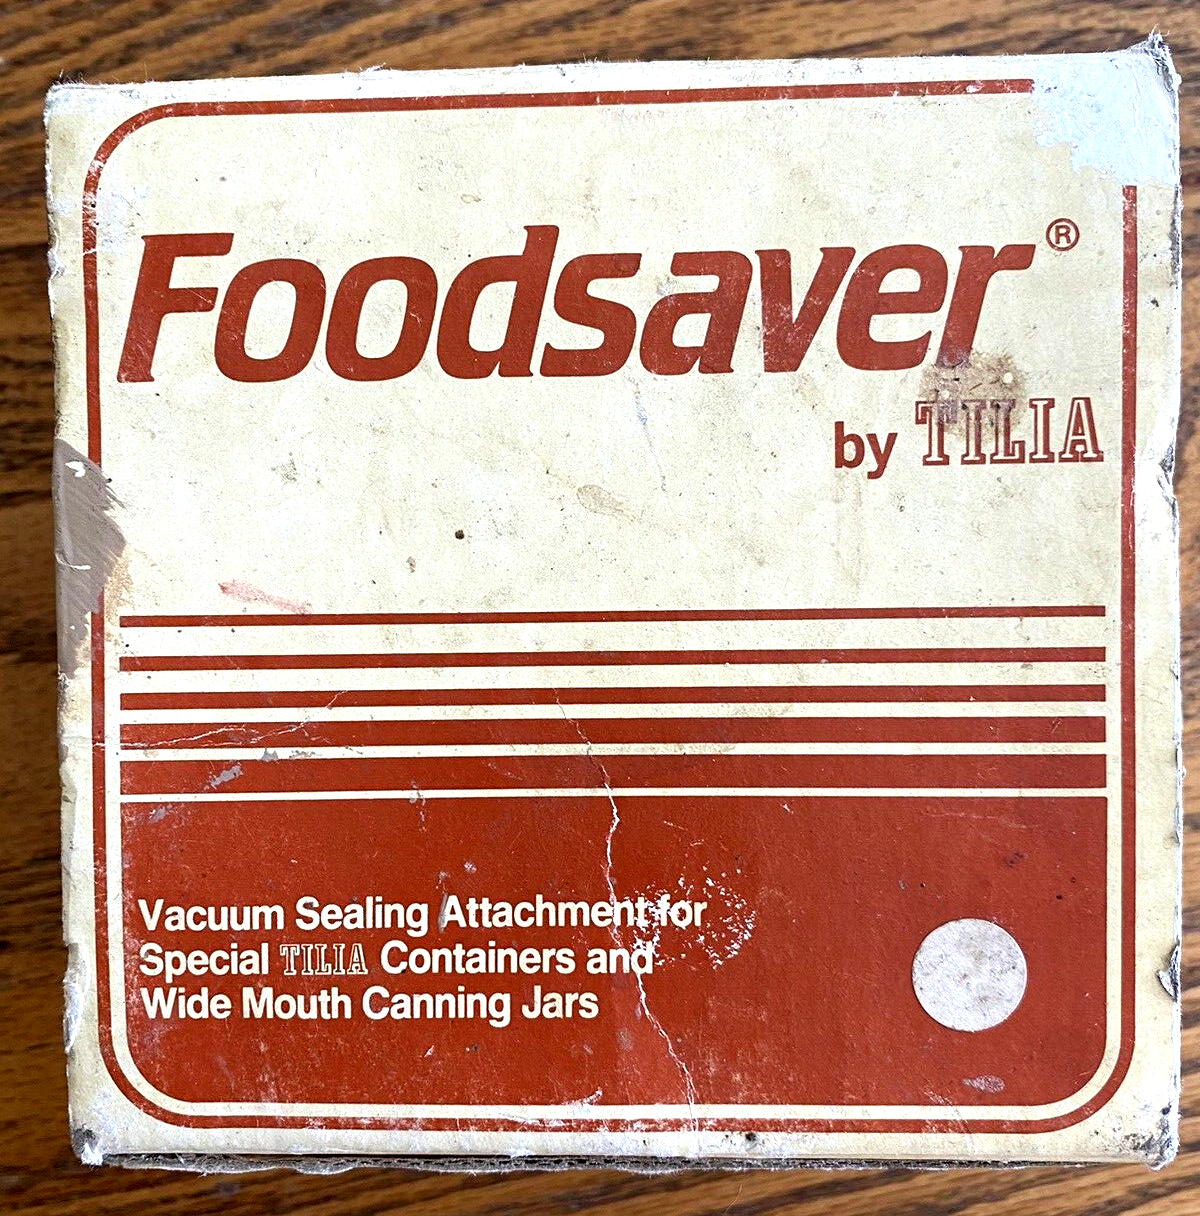 Foodsaver®
by TILIA
Vacuum Sealing Attachment for
Special TILIA Containers and
Wide Mouth Canning Jars